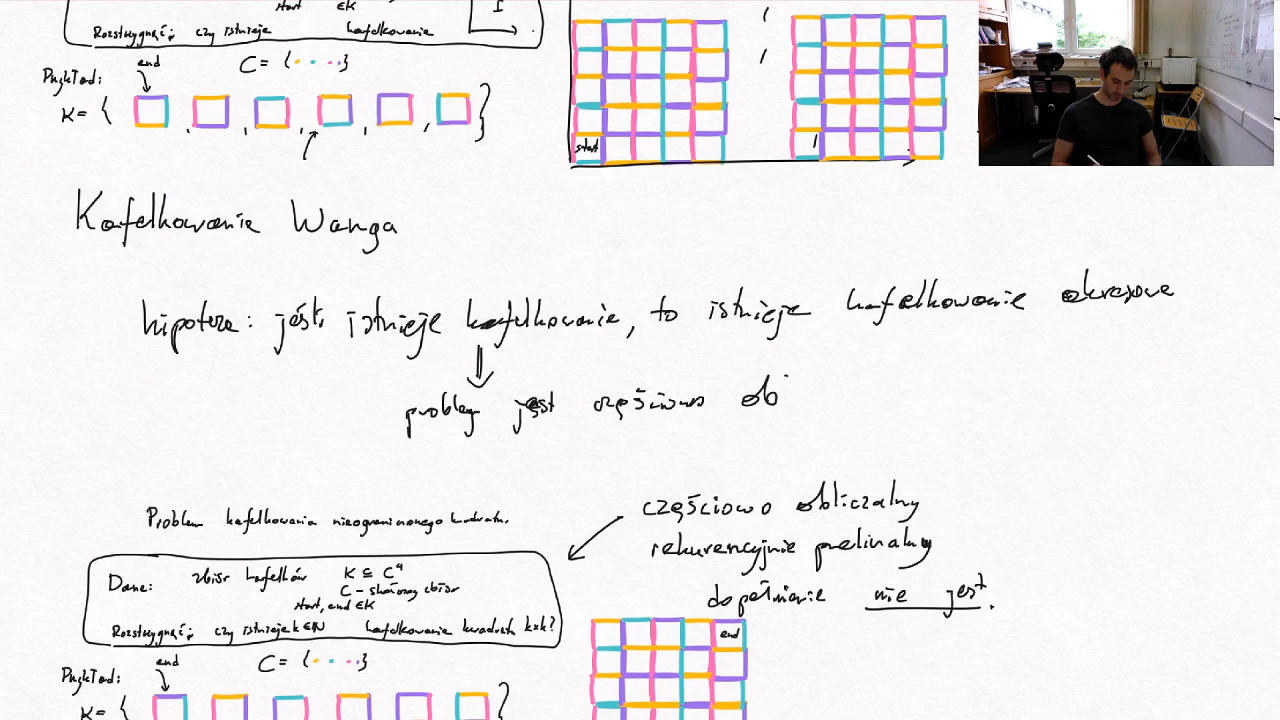 start ∈K
Rozstrzygnąć: czy istnieje kafelkowanie
I
Przykład:
end
C = {• • • •}
K = { , , , , , }
start
Kafelkowanie Wanga
hipoteza: jeśli istnieje kafelkowanie, to istnieje kafelkowanie okresowe
⇓
problem jest częściowo obl
Problem kafelkowania nieograniczonego kwadratu.
częściowo obliczalny
rekurencyjnie przeliczalny
dopełnienie nie jest.
Dane: zbiór kafelków K ⊆ C⁴
C - skończony zbiór
start, end ∈K
Rozstrzygnąć: czy istnieje k ∈ℕ kafelkowanie kwadratu k×k?
end
Przykład:
end
C = {• • • •}
K = { , , , , , }